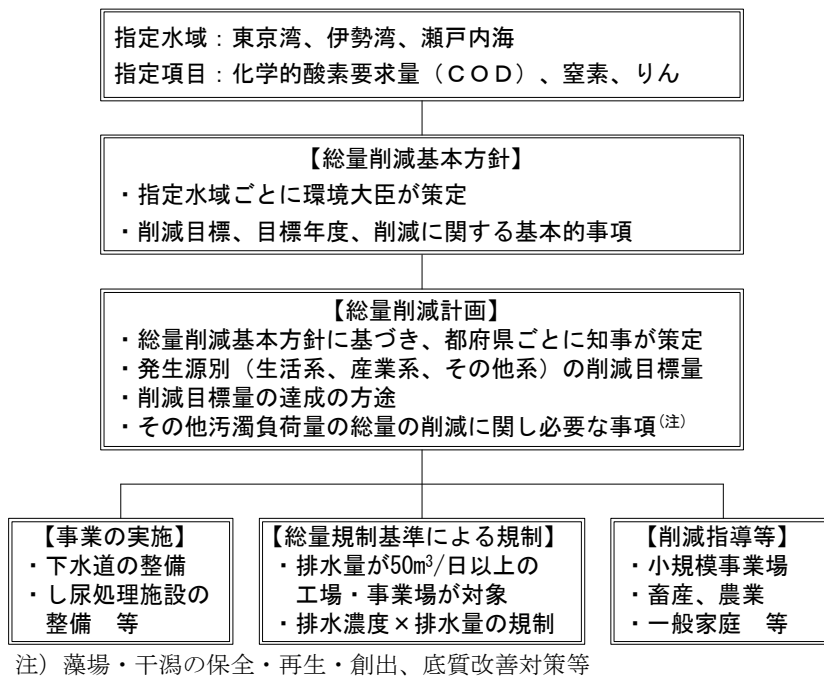 指定水域：東京湾、伊勢湾、瀬戸内海
指定項目：化学的酸素要求量（ＣＯＤ）、窒素、りん
【総量削減基本方針】
・指定水域ごとに環境大臣が策定
・削減目標、目標年度、削減に関する基本的事項
【総量削減計画】
・総量削減基本方針に基づき、都府県ごとに知事が策定
・発生源別（生活系、産業系、その他系）の削減目標量
・削減目標量の達成の方途
・その他汚濁負荷量の総量の削減に関し必要な事項(注)
【事業の実施】
・下水道の整備
・し尿処理施設の
整備　等
【総量規制基準による規制】
・排水量が50m³/日以上の
工場・事業場が対象
・排水濃度×排水量の規制
【削減指導等】
・小規模事業場
・畜産、農業
・一般家庭　等
注）藻場・干潟の保全・再生・創出、底質改善対策等